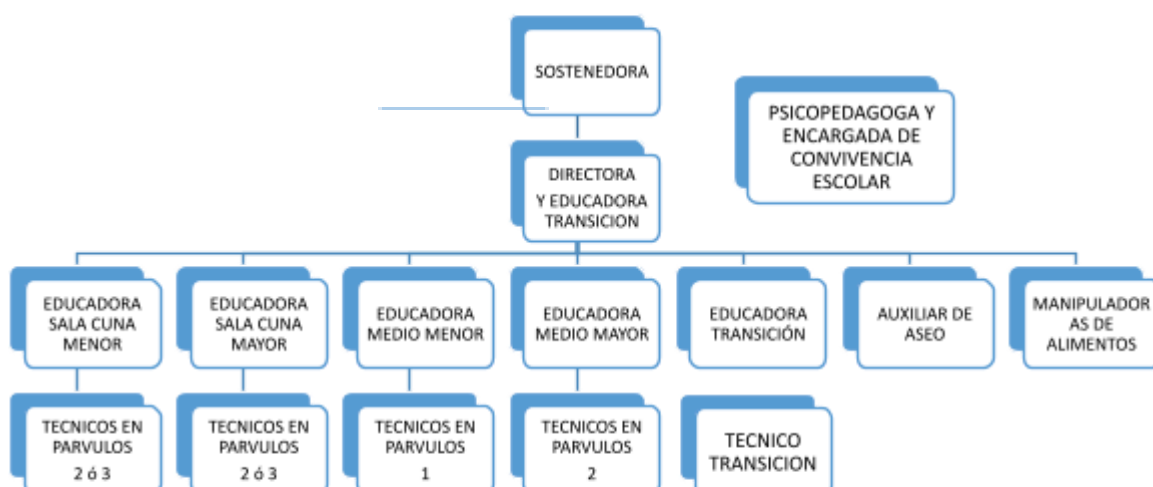 SOSTENEDORA
PSICOPEDAGOGA Y
ENCARGADA DE
CONVIVENCIA
ESCOLAR
DIRECTORA
Y EDUCADORA
TRANSICION
EDUCADORA
SALA CUNA
MENOR
EDUCADORA
SALA CUNA
MAYOR
EDUCADORA
MEDIO MENOR
EDUCADORA
MEDIO MAYOR
EDUCADORA
TRANSICIÓN
AUXILIAR DE
ASEO
MANIPULADOR
AS DE
ALIMENTOS
TECNICOS EN
PARVULOS
2 ó 3
TECNICOS EN
PARVULOS
2 ó 3
TECNICOS EN
PARVULOS
1
TECNICOS EN
PARVULOS
2
TECNICO
TRANSICION